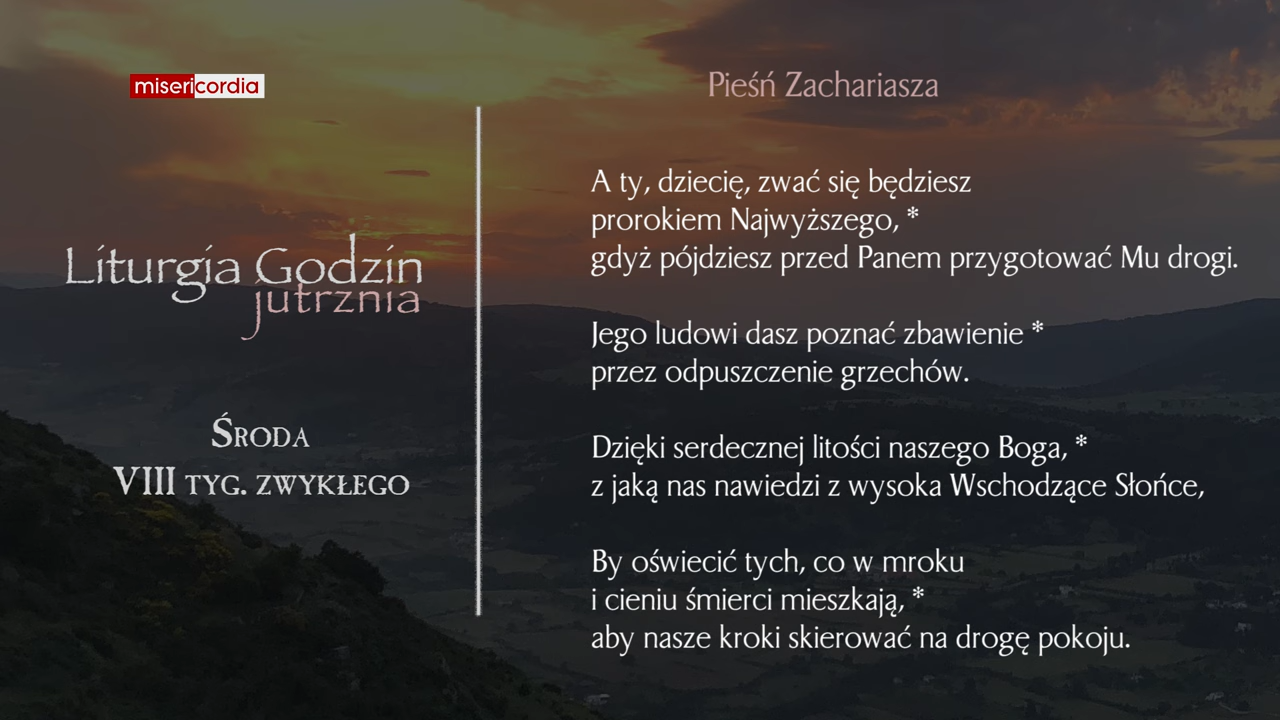 misericordia
Liturgia Godzin
jutrznia
Środa
VIII tyg. zwykłego
Pieśń Zachariasza
A ty, dziecię, zwać się będziesz
prorokiem Najwyższego, *
gdyż pójdziesz przed Panem przygotować Mu drogi.
Jego ludowi dasz poznać zbawienie *
przez odpuszczenie grzechów.
Dzięki serdecznej litości naszego Boga, *
z jaką nas nawiedzi z wysoka Wschodzące Słońce,
By oświecić tych, co w mroku
i cieniu śmierci mieszkają, *
aby nasze kroki skierować na drogę pokoju.